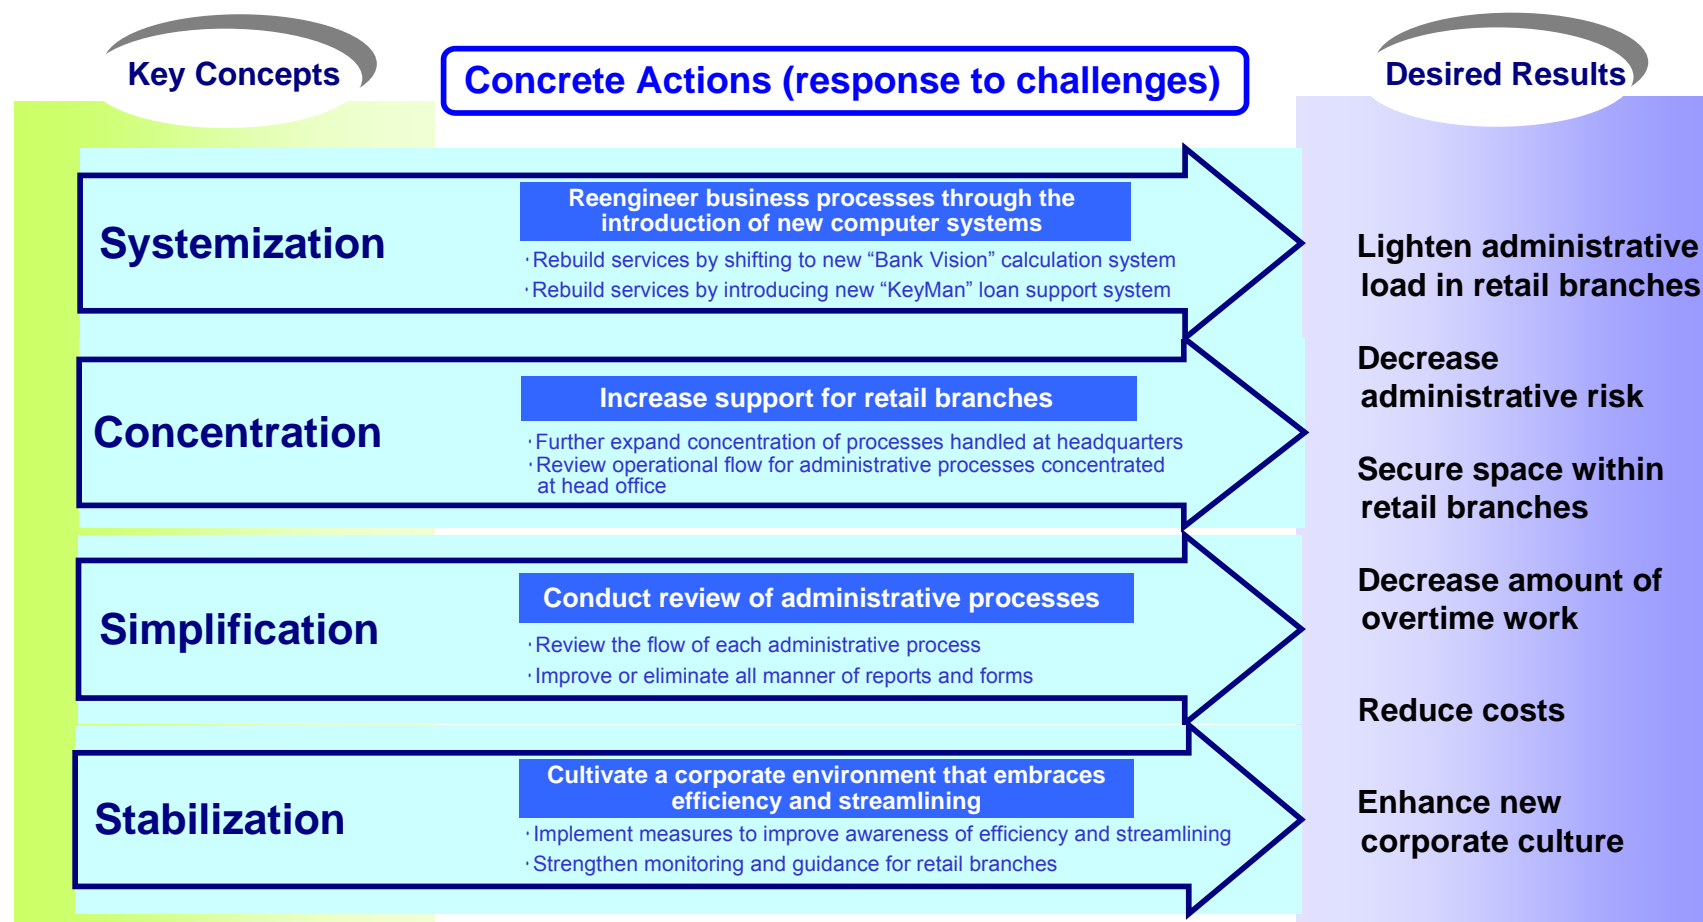 Key Concepts
Concrete Actions (response to challenges)
Desired Results
Systemization
Reengineer business processes through the
introduction of new computer systems
·Rebuild services by shifting to new “Bank Vision” calculation system
·Rebuild services by introducing new “KeyMan” loan support system
Concentration
Increase support for retail branches
·Further expand concentration of processes handled at headquarters
·Review operational flow for administrative processes concentrated
at head office
Simplification
Conduct review of administrative processes
·Review the flow of each administrative process
·Improve or eliminate all manner of reports and forms
Stabilization
Cultivate a corporate environment that embraces
efficiency and streamlining
·Implement measures to improve awareness of efficiency and streamlining
·Strengthen monitoring and guidance for retail branches
Lighten administrative
load in retail branches
Decrease
administrative risk
Secure space within
retail branches
Decrease amount of
overtime work
Reduce costs
Enhance new
corporate culture